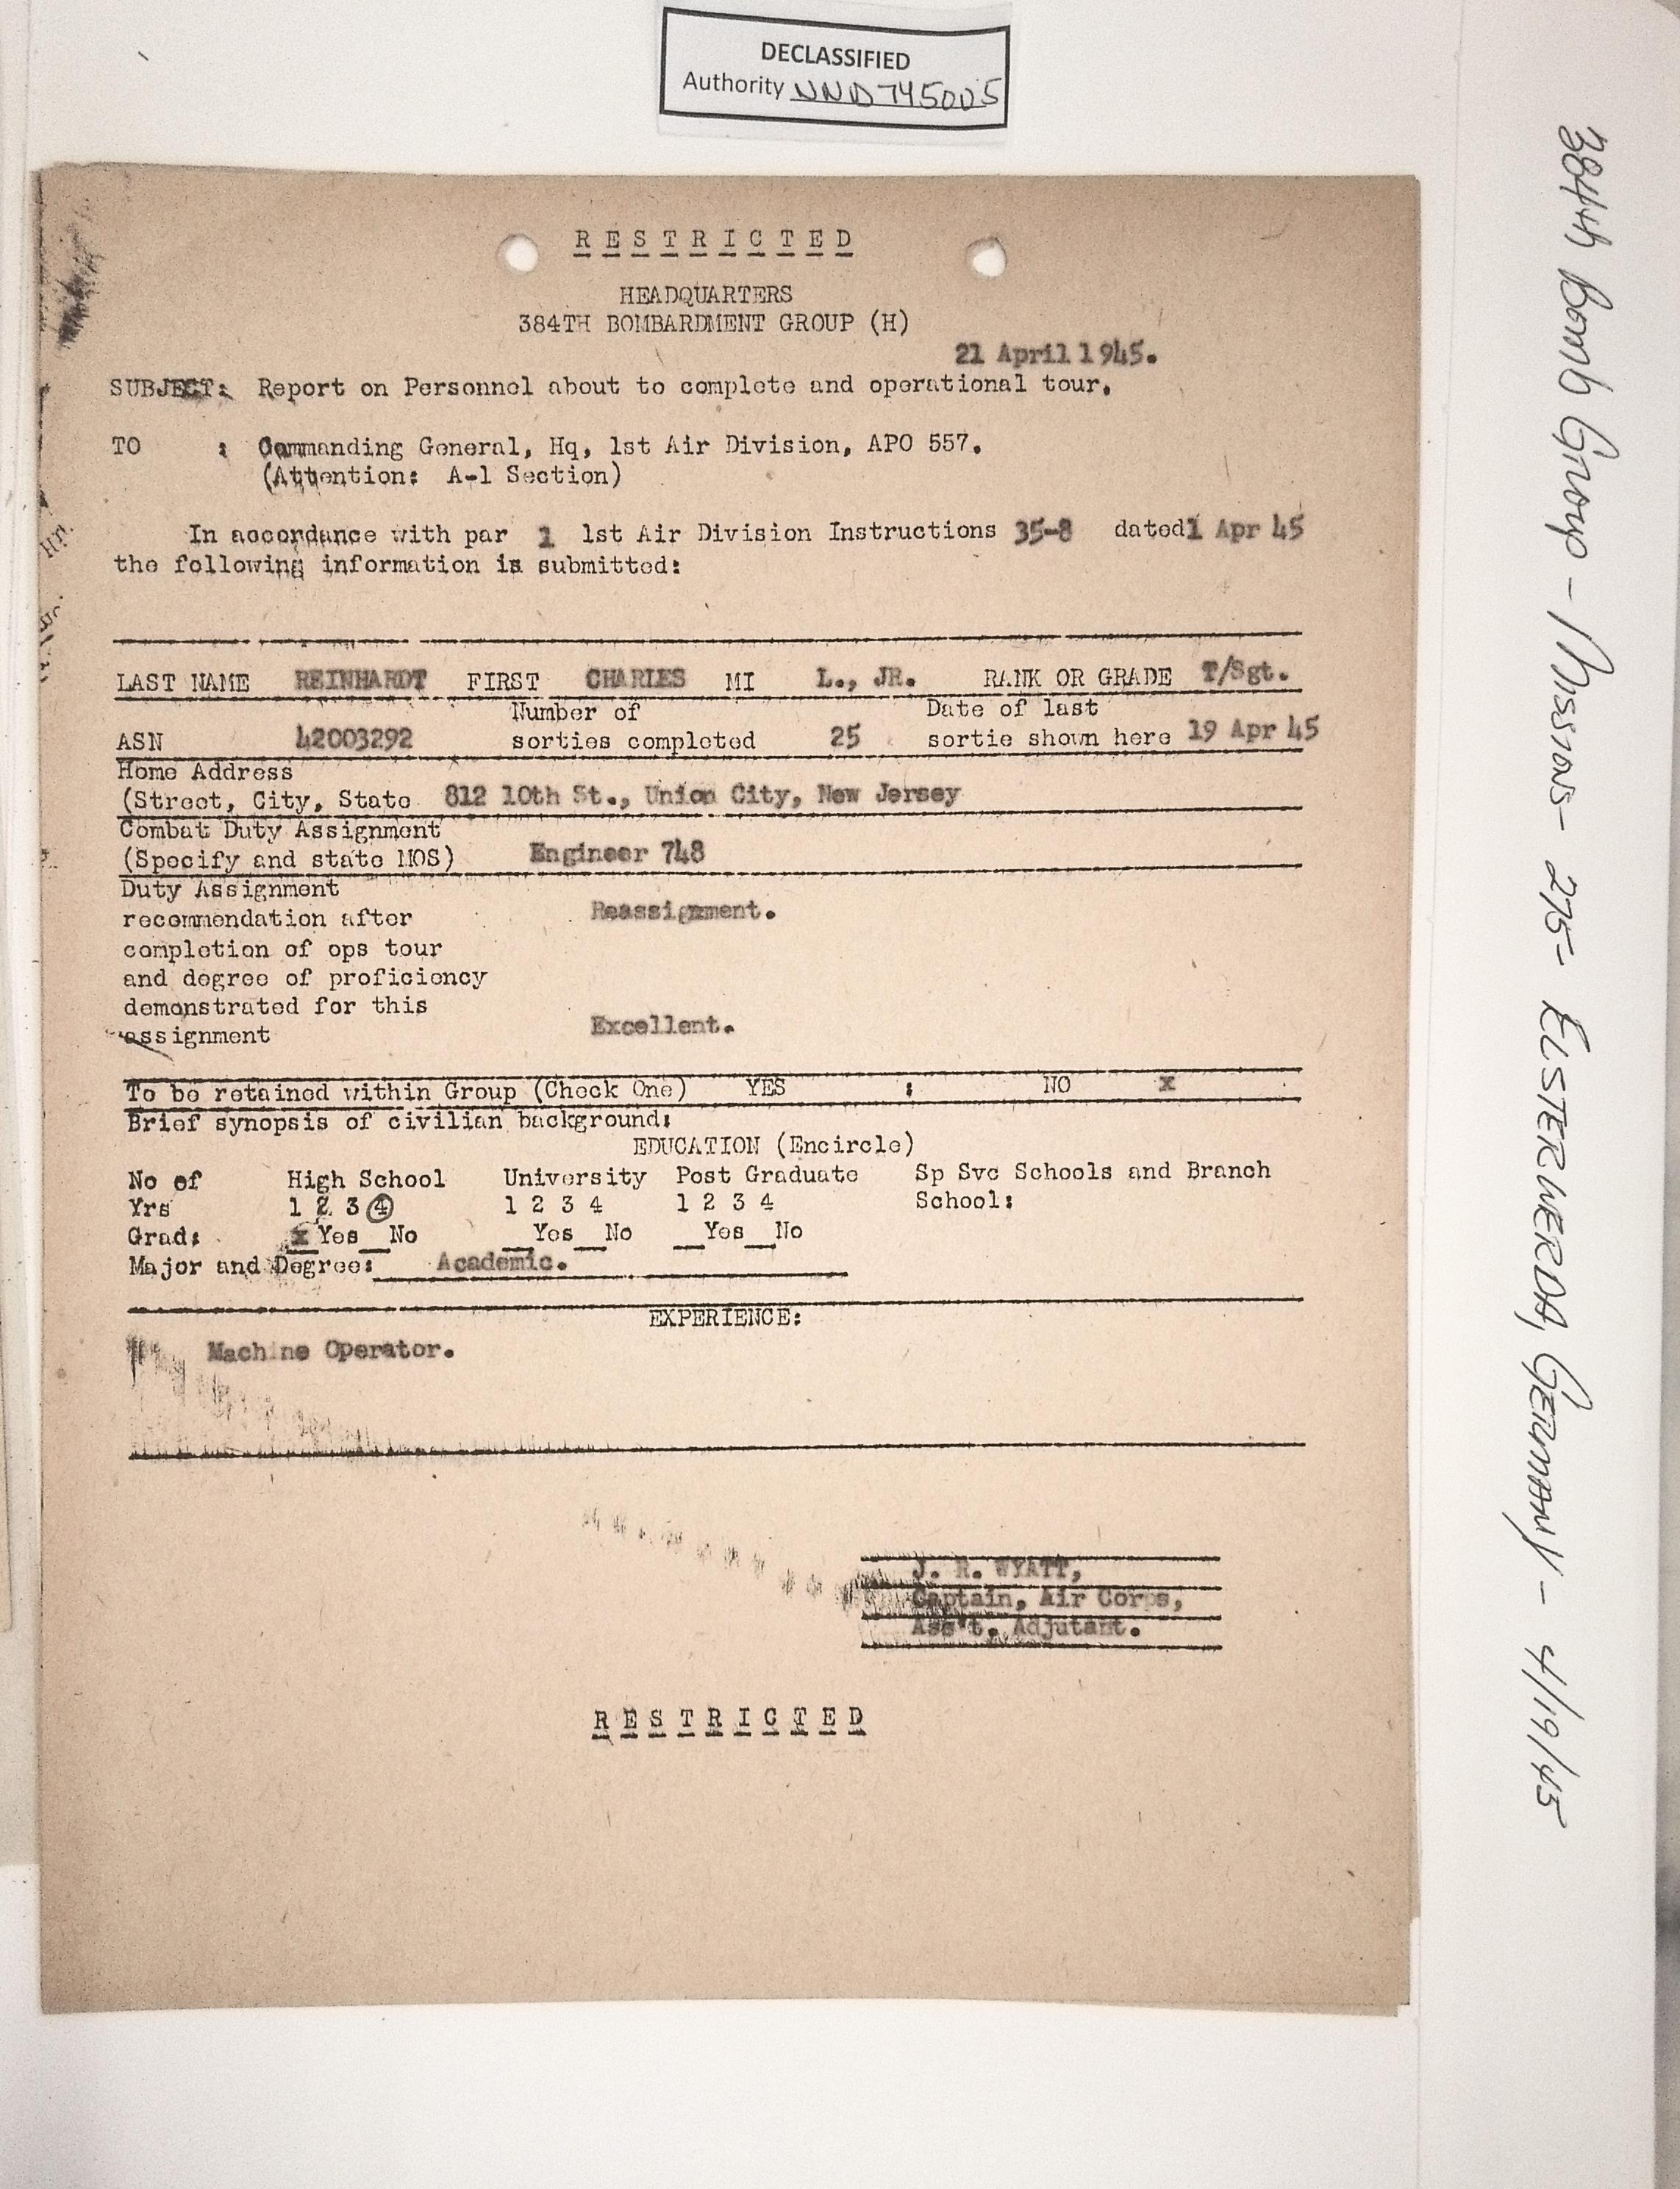 DECLASSIFIED
Authority NND745005
RESTRICTED
HEADQUARTERS
384TH BOMBARDMENT GROUP (H)
21 April 1945.
SUBJECT: Report on Personnel about to complete and operational tour.
TO : Commanding General, Hq, 1st Air Division, APO 557.
(Attention: A-1 Section)
In accordance with par 1 1st Air Division Instructions 35-8 dated 1 Apr 45
the following information is submitted:
LAST NAME REINHARDT FIRST CHARLES MI L., JR. RANK OR GRADE T/Sgt.
Number of Date of last
ASN 42003292 sorties completed 25 sortie shown here 19 Apr 45
Home Address
(Street, City, State 812 10th St., Union City, New Jersey
Combat Duty Assignment
(Specify and state MOS) Engineer 748
Duty Assignment
recommendation after Reassignment.
completion of ops tour
and degree of proficiency
demonstrated for this
assignment Excellent.
To be retained within Group (Check One) YES : NO x
Brief synopsis of civilian background:
EDUCATION (Encircle)
No of High School University Post Graduate Sp Svc Schools and Branch
Yrs 1 2 3 4 1 2 3 4 1 2 3 4 School:
Grad: x Yes __ No __ Yes __ No __ Yes __ No
Major and Degree: Academic.
EXPERIENCE:
Machine Operator.
J. R. WYATT,
Captain, Air Corps,
Ass't. Adjutant.
RESTRICTED
384th Bomb Group - Mission - 275 - ELSTERWERDA, GERMANY - 4/19/45